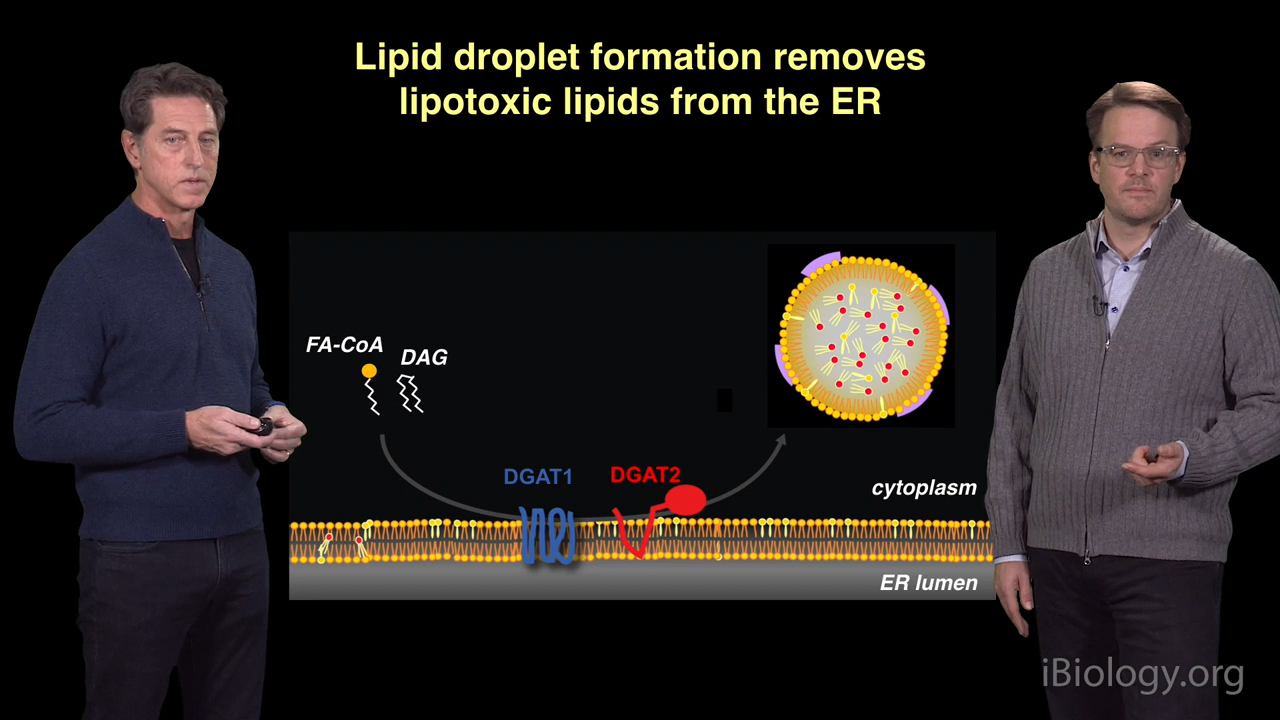 Lipid droplet formation removes
lipotoxic lipids from the ER
FA-CoA
DAG
DGAT1
DGAT2
cytoplasm
ER lumen
iBiology.org